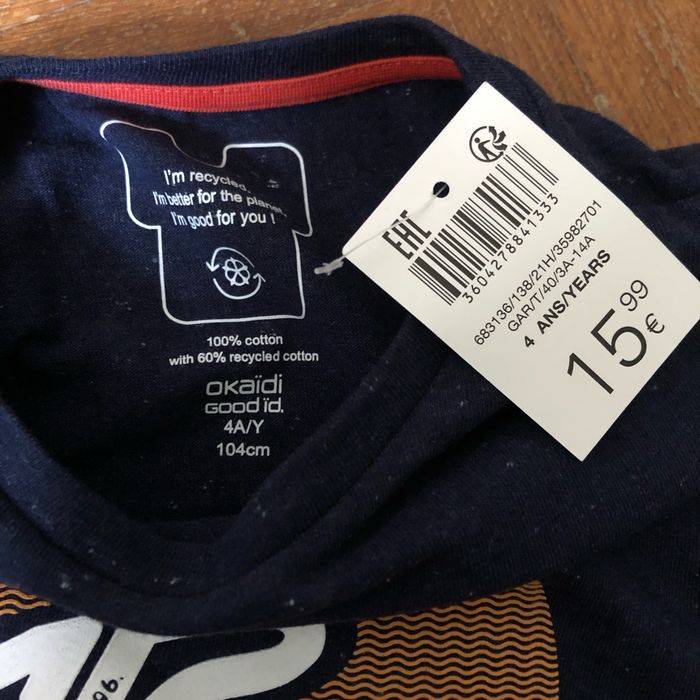 I'm recycled.
I'm better for the planet.
I'm good for you !
100% cotton
with 60% recycled cotton
OKAÏDI
GOOD ïD.
4A/Y
104cm
EAC
3604278841333
683136/138/21H/35982701
GAR/T/40/3A-14A
4 ANS/YEARS
15 99
€
96.